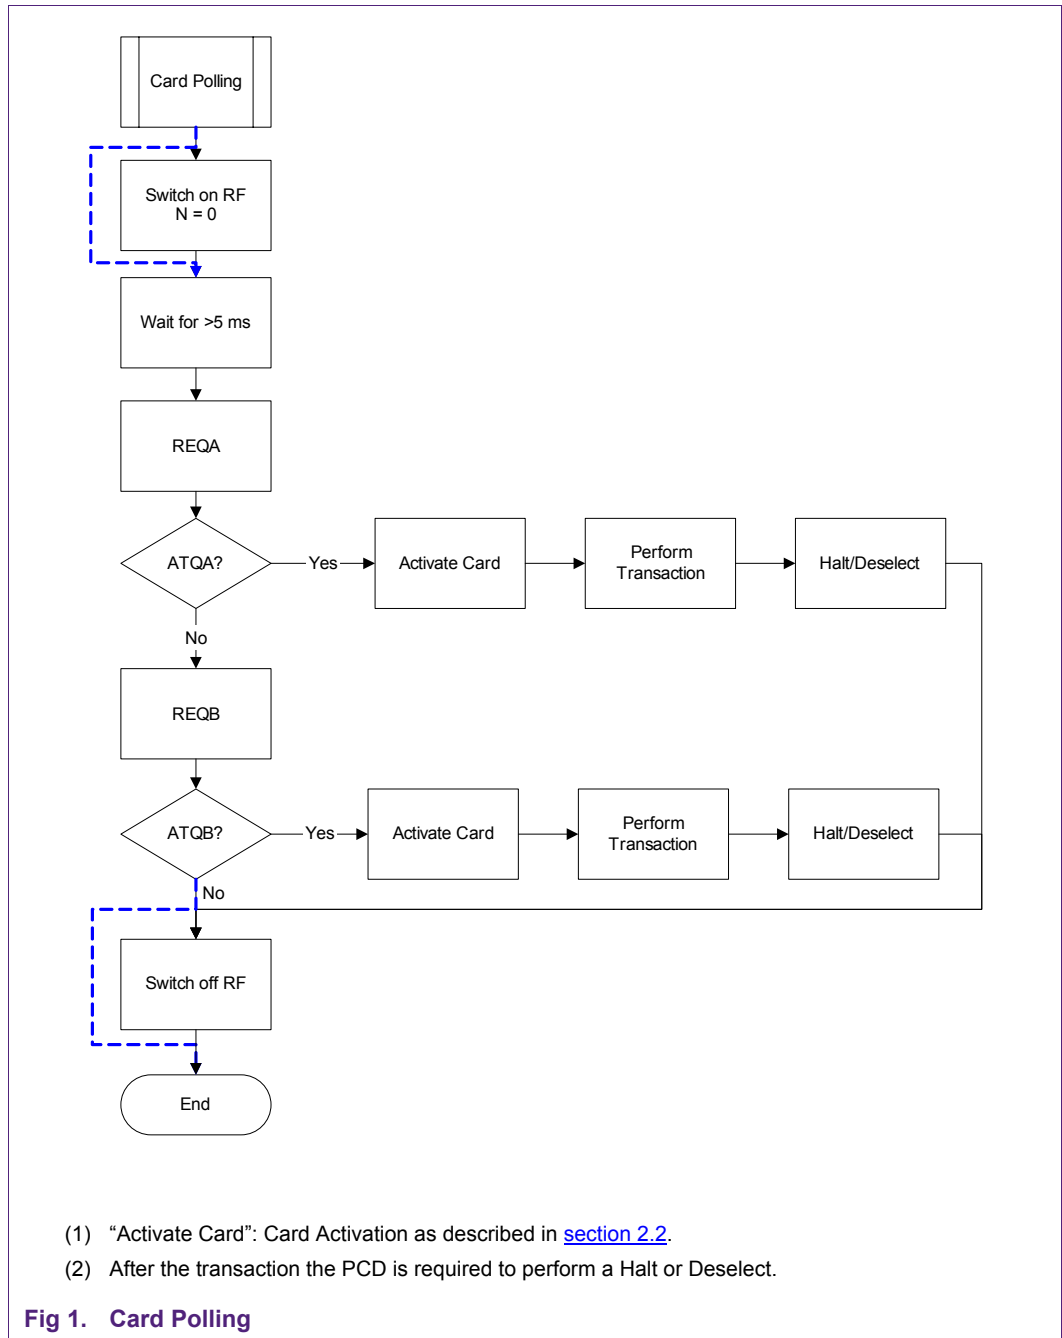 Card Polling
Switch on RF
N = 0
Wait for >5 ms
REQA
ATQA?
Yes
Activate Card
Perform
Transaction
Halt/Deselect
No
REQB
ATQB?
Yes
Activate Card
Perform
Transaction
Halt/Deselect
No
Switch off RF
End
(1) “Activate Card”: Card Activation as described in section 2.2.
(2) After the transaction the PCD is required to perform a Halt or Deselect.
Fig 1. Card Polling